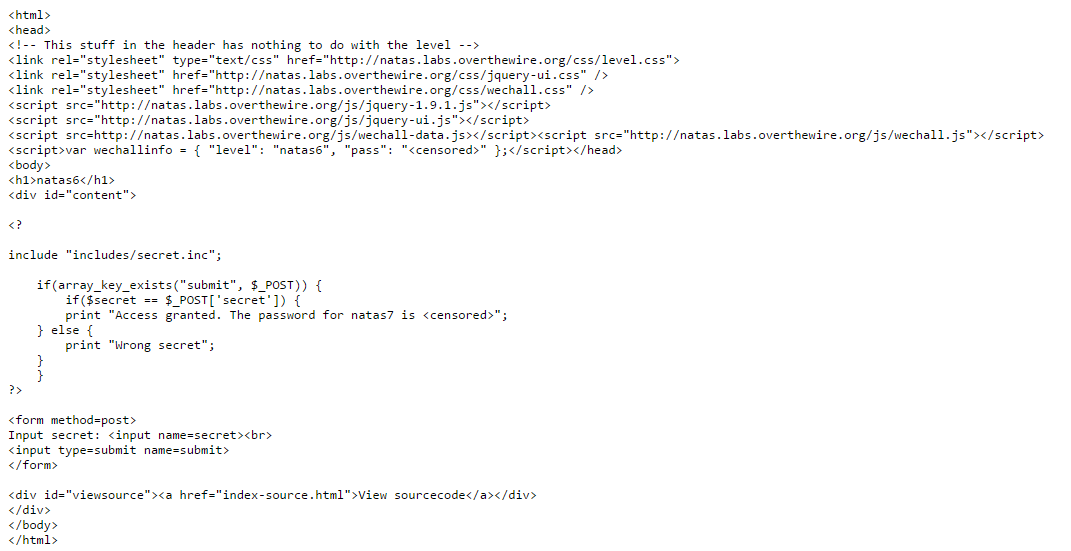 <html>
<head>
<!-- This stuff in the header has nothing to do with the level -->
<link rel="stylesheet" type="text/css" href="http://natas.labs.overthewire.org/css/level.css">
<link rel="stylesheet" href="http://natas.labs.overthewire.org/css/jquery-ui.css" />
<link rel="stylesheet" href="http://natas.labs.overthewire.org/css/wechall.css" />
<script src="http://natas.labs.overthewire.org/js/jquery-1.9.1.js"></script>
<script src="http://natas.labs.overthewire.org/js/jquery-ui.js"></script>
<script src=http://natas.labs.overthewire.org/js/wechall-data.js></script><script src="http://natas.labs.overthewire.org/js/wechall.js"></script>
<script>var wechallinfo = { "level": "natas6", "pass": "<censored>" };</script></head>
<body>
<h1>natas6</h1>
<div id="content">

<?

include "includes/secret.inc";

    if(array_key_exists("submit", $_POST)) {
        if($secret == $_POST['secret']) {
        print "Access granted. The password for natas7 is <censored>";
    } else {
        print "Wrong secret";
    }
    }
?>

<form method=post>
Input secret: <input name=secret><br>
<input type=submit name=submit>
</form>

<div id="viewsource"><a href="index-source.html">View sourcecode</a></div>
</div>
</body>
</html>